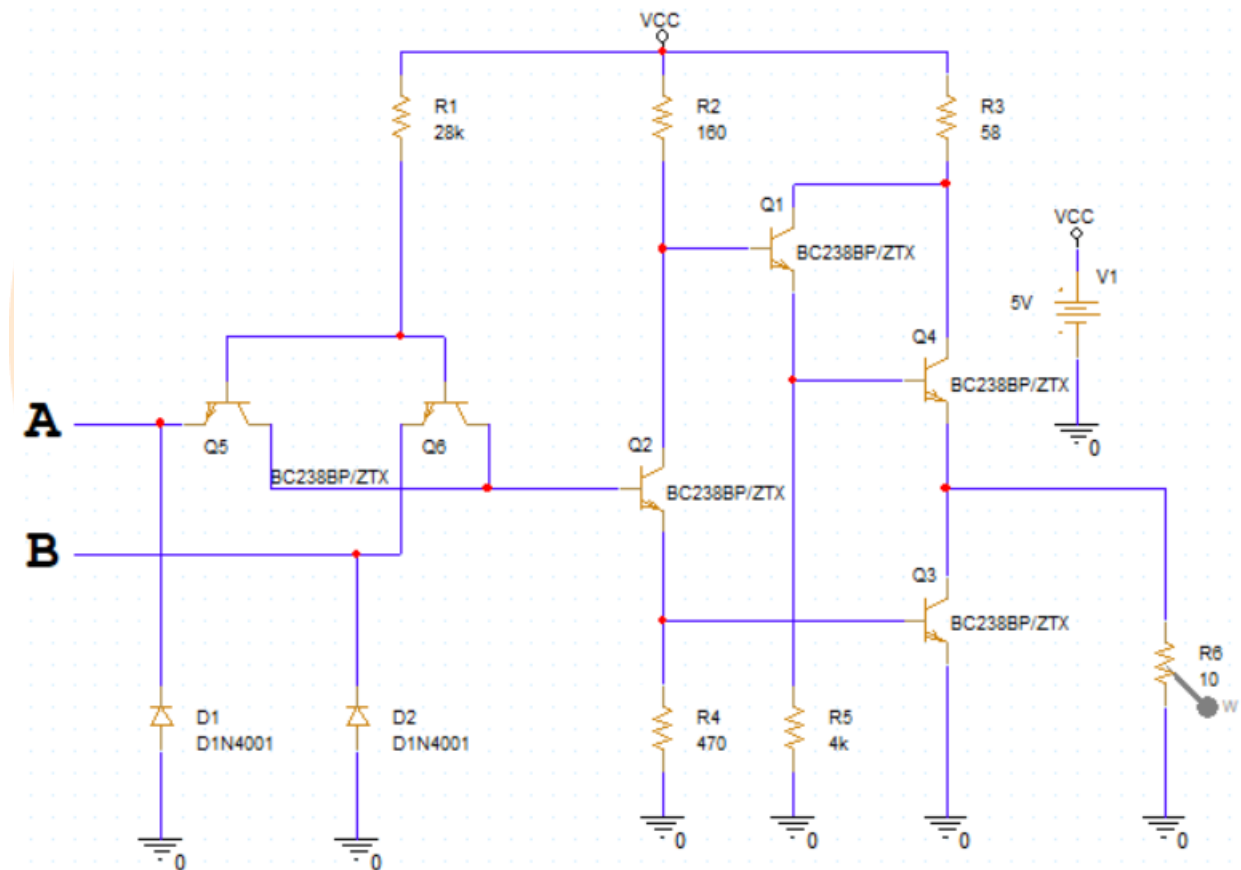 VCC
R1
28k
R2
160
R3
58
Q1
BC238BP/ZTX
VCC
V1
5V
0
Q4
BC238BP/ZTX
A
Q5
Q6
BC238BP/ZTX
Q2
BC238BP/ZTX
B
Q3
BC238BP/ZTX
R6
10
W
D1
D1N4001
D2
D1N4001
R4
470
R5
4k
0
0
0
0
0
0